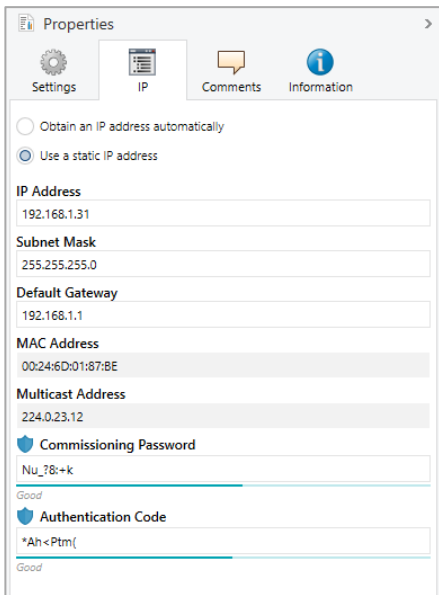 Properties
Settings IP Comments Information
Obtain an IP address automatically
Use a static IP address
IP Address
192.168.1.31
Subnet Mask
255.255.255.0
Default Gateway
192.168.1.1
MAC Address
00:24:6D:01:87:BE
Multicast Address
224.0.23.12
Commissioning Password
Nu_?8:+k
Good
Authentication Code
*Ah<Ptm(
Good